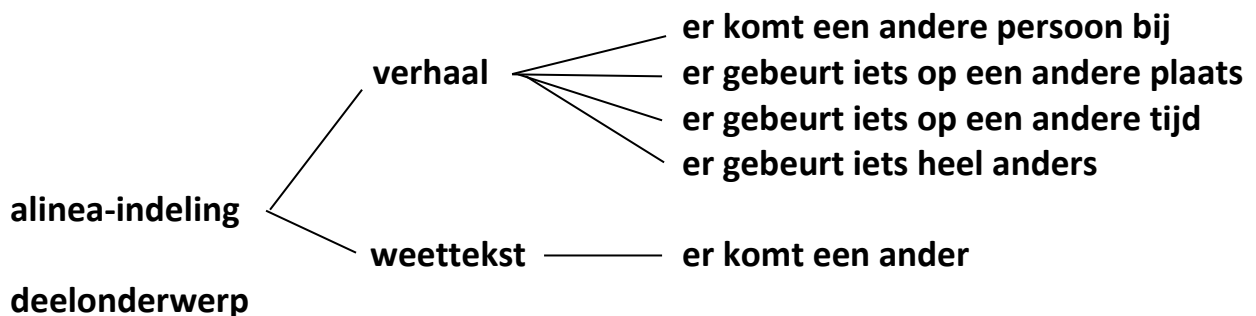 er komt een andere persoon bij
verhaal er gebeurt iets op een andere plaats
er gebeurt iets op een andere tijd
er gebeurt iets heel anders
alinea-indeling
weettekst er komt een ander
deelonderwerp